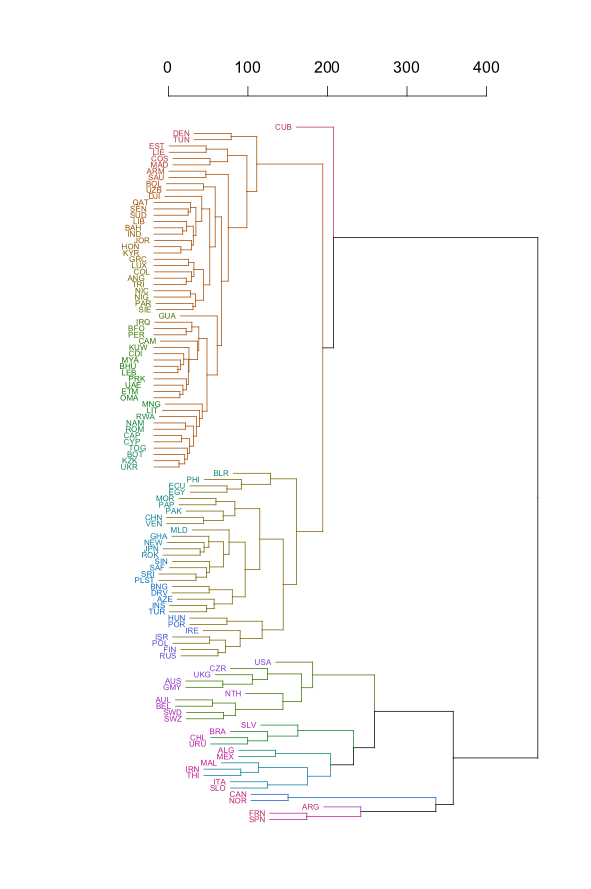 0 100 200 300 400
CUB
DEN
TUN
EST
LIE
COS
MAD
ARM
SAU
BOL
UZB
DJI
QAT
SEN
SUD
LIB
BAH
IND
JOR
HON
KYR
GRC
LUX
COL
ANG
TRI
NIC
NIG
PAR
SIE
GUA
IRQ
BFO
PER
CAM
KUW
CDI
MYA
BHU
LEB
PRK
UAE
ETM
OMA
MNG
LIT
RWA
NAM
ROM
CAP
CYP
TOG
BOT
KZK
UKR
BLR
PHI
ECU
EGY
MOR
PAP
PAK
CHN
VEN
MLD
GHA
NEW
JPN
ROK
SIN
SAF
SRI
PLST
BNG
DRV
AZE
INS
TUR
HUN
POR
IRE
ISR
POL
FIN
RUS
USA
CZR
UKG
AUS
GMY
NTH
AUL
BEL
SWD
SWZ
SLV
BRA
CHL
URU
ALG
MEX
MAL
IRN
THI
ITA
SLO
CAN
NOR
ARG
FRN
SPN